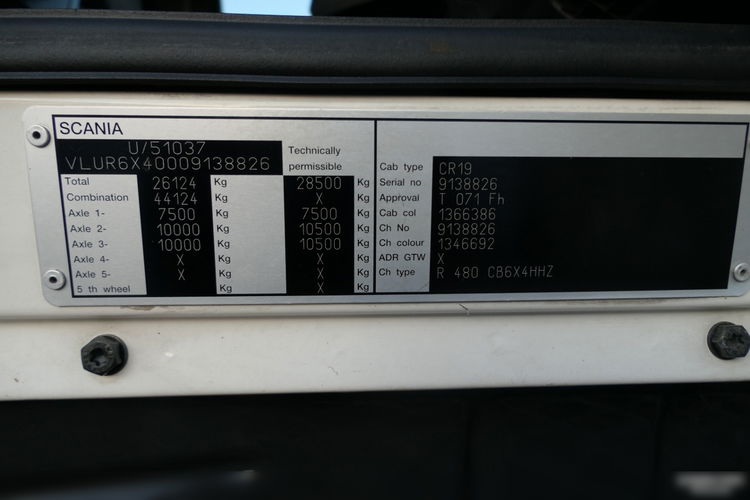 SCANIA
U/51037
VLUR6X40009138826
Technically
permissible
Total 26124 Kg 28500 Kg
Combination 44124 Kg X Kg
Axle 1- 7500 Kg 7500 Kg
Axle 2- 10000 Kg 10500 Kg
Axle 3- 10000 Kg 10500 Kg
Axle 4- X Kg X Kg
Axle 5- X Kg X Kg
5 th wheel Kg X Kg
Cab type CR19
Serial no 9138826
Approval T 071 Fh
Cab col 1366386
Ch No 9138826
Ch colour 1346692
ADR GTW X
Ch type R 480 CB6X4HHZ